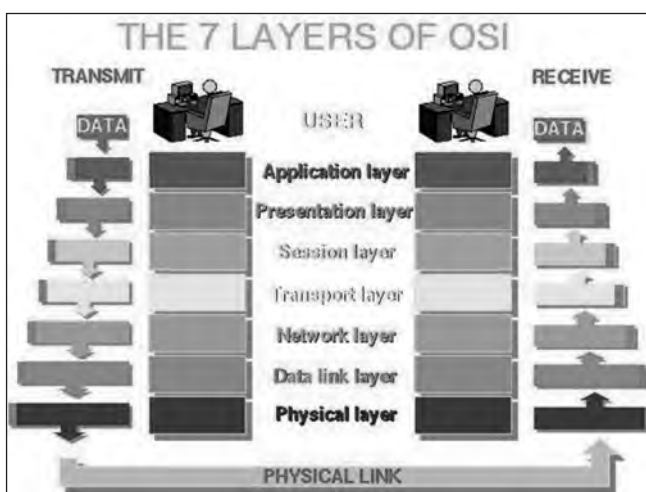 THE 7 LAYERS OF OSI
TRANSMIT
RECEIVE
DATA
USER
DATA
Application layer
Presentation layer
Session layer
Transport layer
Network layer
Data link layer
Physical layer
PHYSICAL LINK